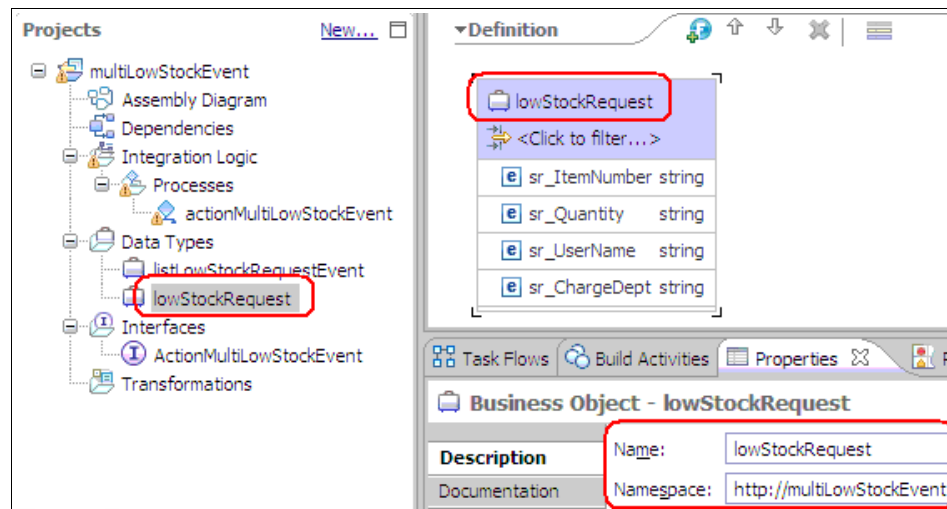 Projects
New...
multiLowStockEvent
Assembly Diagram
Dependencies
Integration Logic
Processes
actionMultiLowStockEvent
Data Types
listLowStockRequestEvent
lowStockRequest
Interfaces
ActionMultiLowStockEvent
Transformations
Definition
lowStockRequest
<Click to filter...>
e sr_ItemNumber string
e sr_Quantity string
e sr_UserName string
e sr_ChargeDept string
Task Flows Build Activities Properties
Business Object - lowStockRequest
Description
Documentation
Name: lowStockRequest
Namespace: http://multiLowStockEvent